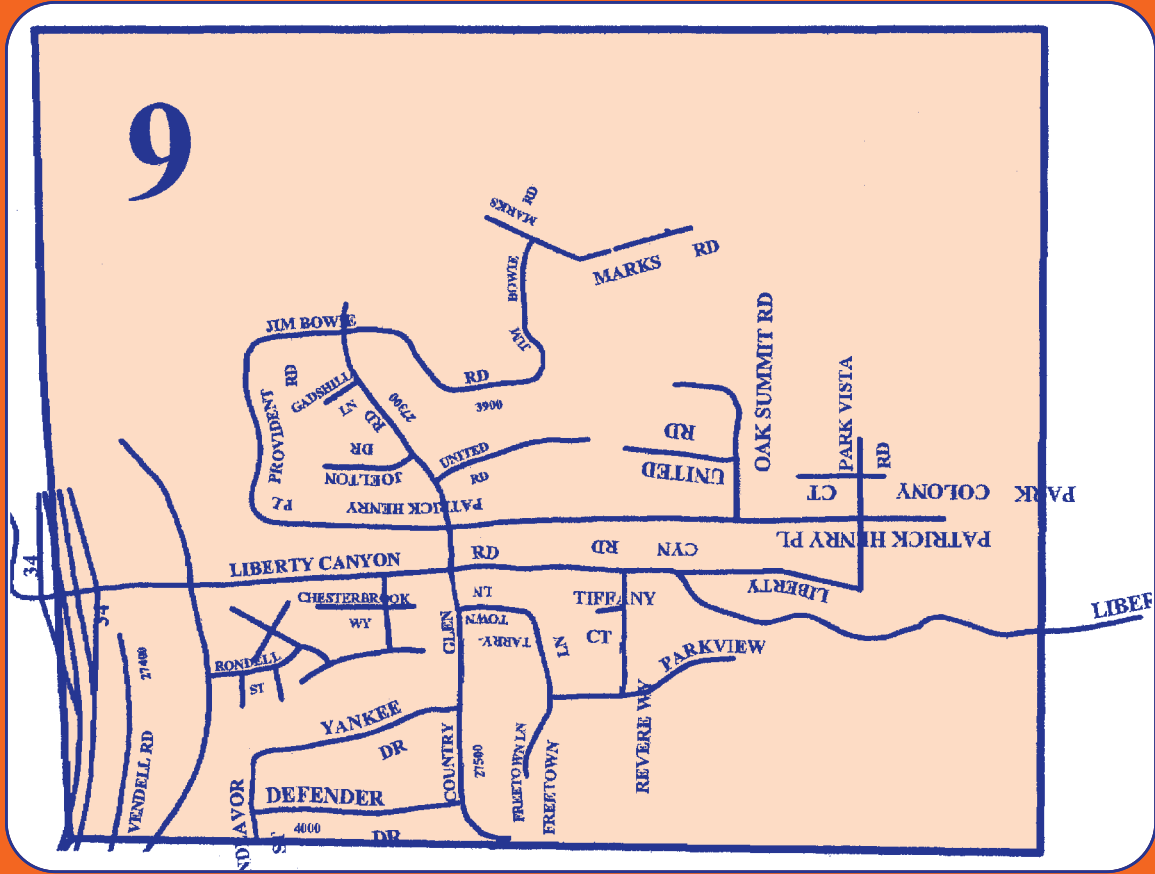 9
MARKS
RD
MARKS RD
BOWIE
JIM
JIM BOWIE
RD
3900
PROVIDENT
RD
GADSHILL
LN
27300
RD
DR
JOELTON
UNITED
RD
PATRICK HENRY
PL
OAK SUMMIT RD
RD
UNITED
PARK VISTA
RD
CT
COLONY
PARK
PATRICK HENRY PL
LIBERTY CANYON
RD
RD
CYN
LIBERTY
LIBER
34
34
CHESTERBROOK
WY
LN
TOWN
TARRY-
GLEN
LN
TIFFANY
CT
PARKVIEW
RONDELL
ST
27400
VENDELL RD
YANKEE
DR
COUNTRY
27500
FREETOWN LN
FREETOWN
REVERE WY
DEFENDER
4000
DR
NDEAVOR
ST